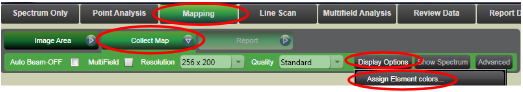 Spectrum Only Point Analysis Mapping Line Scan Multifield Analysis Review Data Report D
Image Area Collect Map Report
Auto Beam-OFF MultiField Resolution 256 x 200 Quality Standard Display Options Show Spectrum Advanced
Assign Element colors...